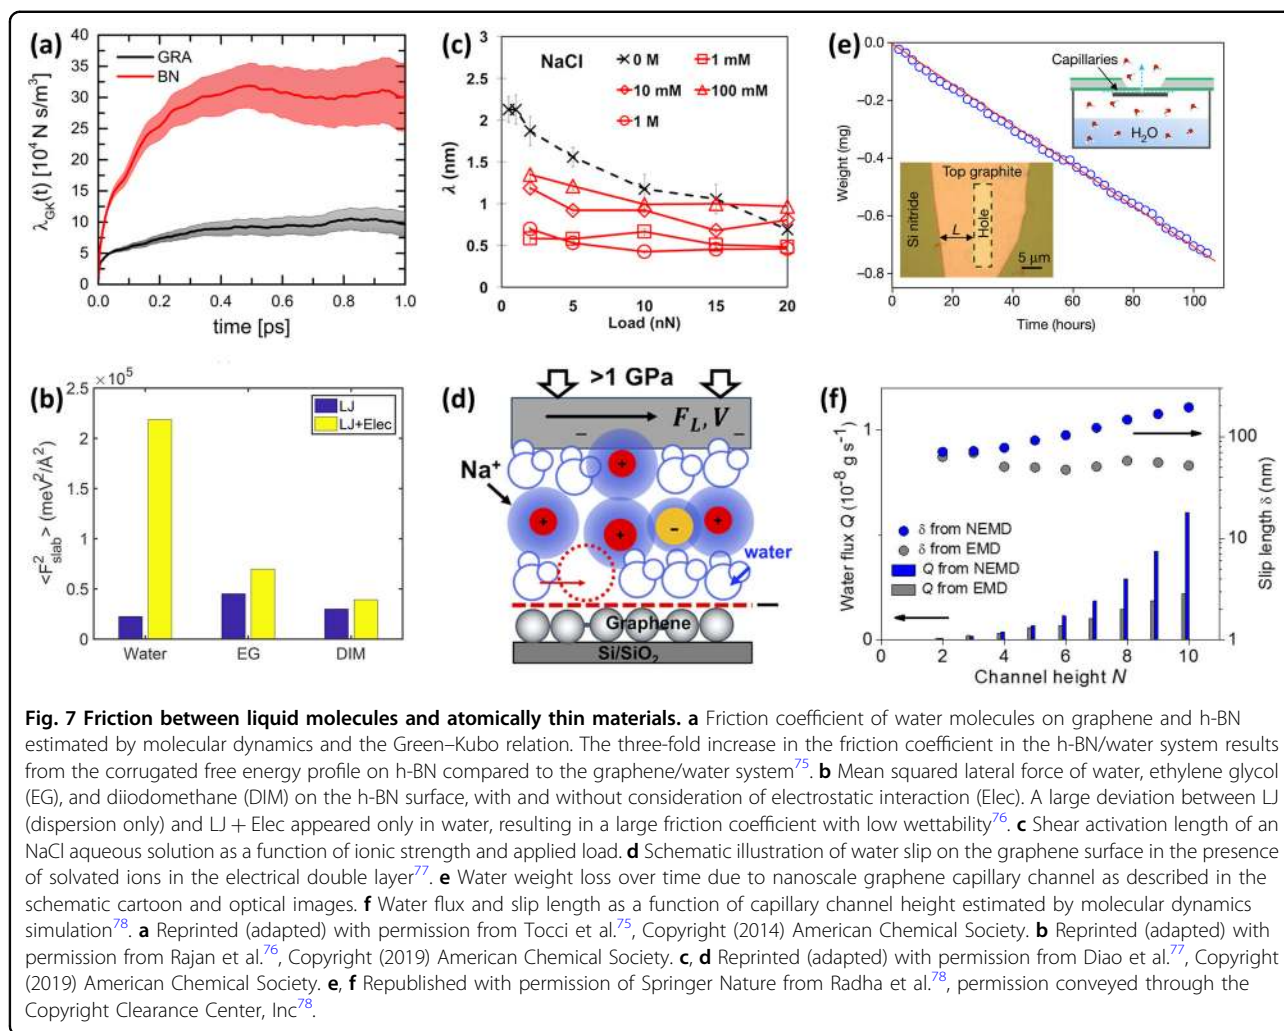 (a)
GRA
BN
λGK(t) [10⁴ N s/m³]
40
35
30
25
20
15
10
5
0
0.0 0.2 0.4 0.6 0.8 1.0
time [ps]
(c)
NaCl
0 M
1 mM
10 mM
100 mM
1 M
λ (nm)
3
2.5
2
1.5
1
0.5
0
0 5 10 15 20
Load (nN)
(e)
Capillaries
H₂O
Top graphite
Si nitride
L
Hole
5 μm
Weight (mg)
0.0
−0.2
−0.4
−0.6
−0.8
0 20 40 60 80 100
Time (hours)
(b)
×10⁵
LJ
LJ+Elec
<F²slab> (meV²/Å²)
2.5
2
1.5
1
0.5
0
Water EG DIM
(d)
>1 GPa
F_L, V
Na⁺
water
Graphene
Si/SiO₂
(f)
Water flux Q (10⁻⁸ g s⁻¹)
1
0
δ from NEMD
δ from EMD
Q from NEMD
Q from EMD
Slip length δ (nm)
100
10
1
0 2 4 6 8 10
Channel height N
Fig. 7 Friction between liquid molecules and atomically thin materials. a Friction coefficient of water molecules on graphene and h-BN
estimated by molecular dynamics and the Green–Kubo relation. The three-fold increase in the friction coefficient in the h-BN/water system results
from the corrugated free energy profile on h-BN compared to the graphene/water system⁷⁵. b Mean squared lateral force of water, ethylene glycol
(EG), and diiodomethane (DIM) on the h-BN surface, with and without consideration of electrostatic interaction (Elec). A large deviation between LJ
(dispersion only) and LJ + Elec appeared only in water, resulting in a large friction coefficient with low wettability⁷⁶. c Shear activation length of an
NaCl aqueous solution as a function of ionic strength and applied load. d Schematic illustration of water slip on the graphene surface in the presence
of solvated ions in the electrical double layer⁷⁷. e Water weight loss over time due to nanoscale graphene capillary channel as described in the
schematic cartoon and optical images. f Water flux and slip length as a function of capillary channel height estimated by molecular dynamics
simulation⁷⁸. a Reprinted (adapted) with permission from Tocci et al.⁷⁵, Copyright (2014) American Chemical Society. b Reprinted (adapted) with
permission from Rajan et al.⁷⁶, Copyright (2019) American Chemical Society. c, d Reprinted (adapted) with permission from Diao et al.⁷⁷, Copyright
(2019) American Chemical Society. e, f Republished with permission of Springer Nature from Radha et al.⁷⁸, permission conveyed through the
Copyright Clearance Center, Inc⁷⁸.